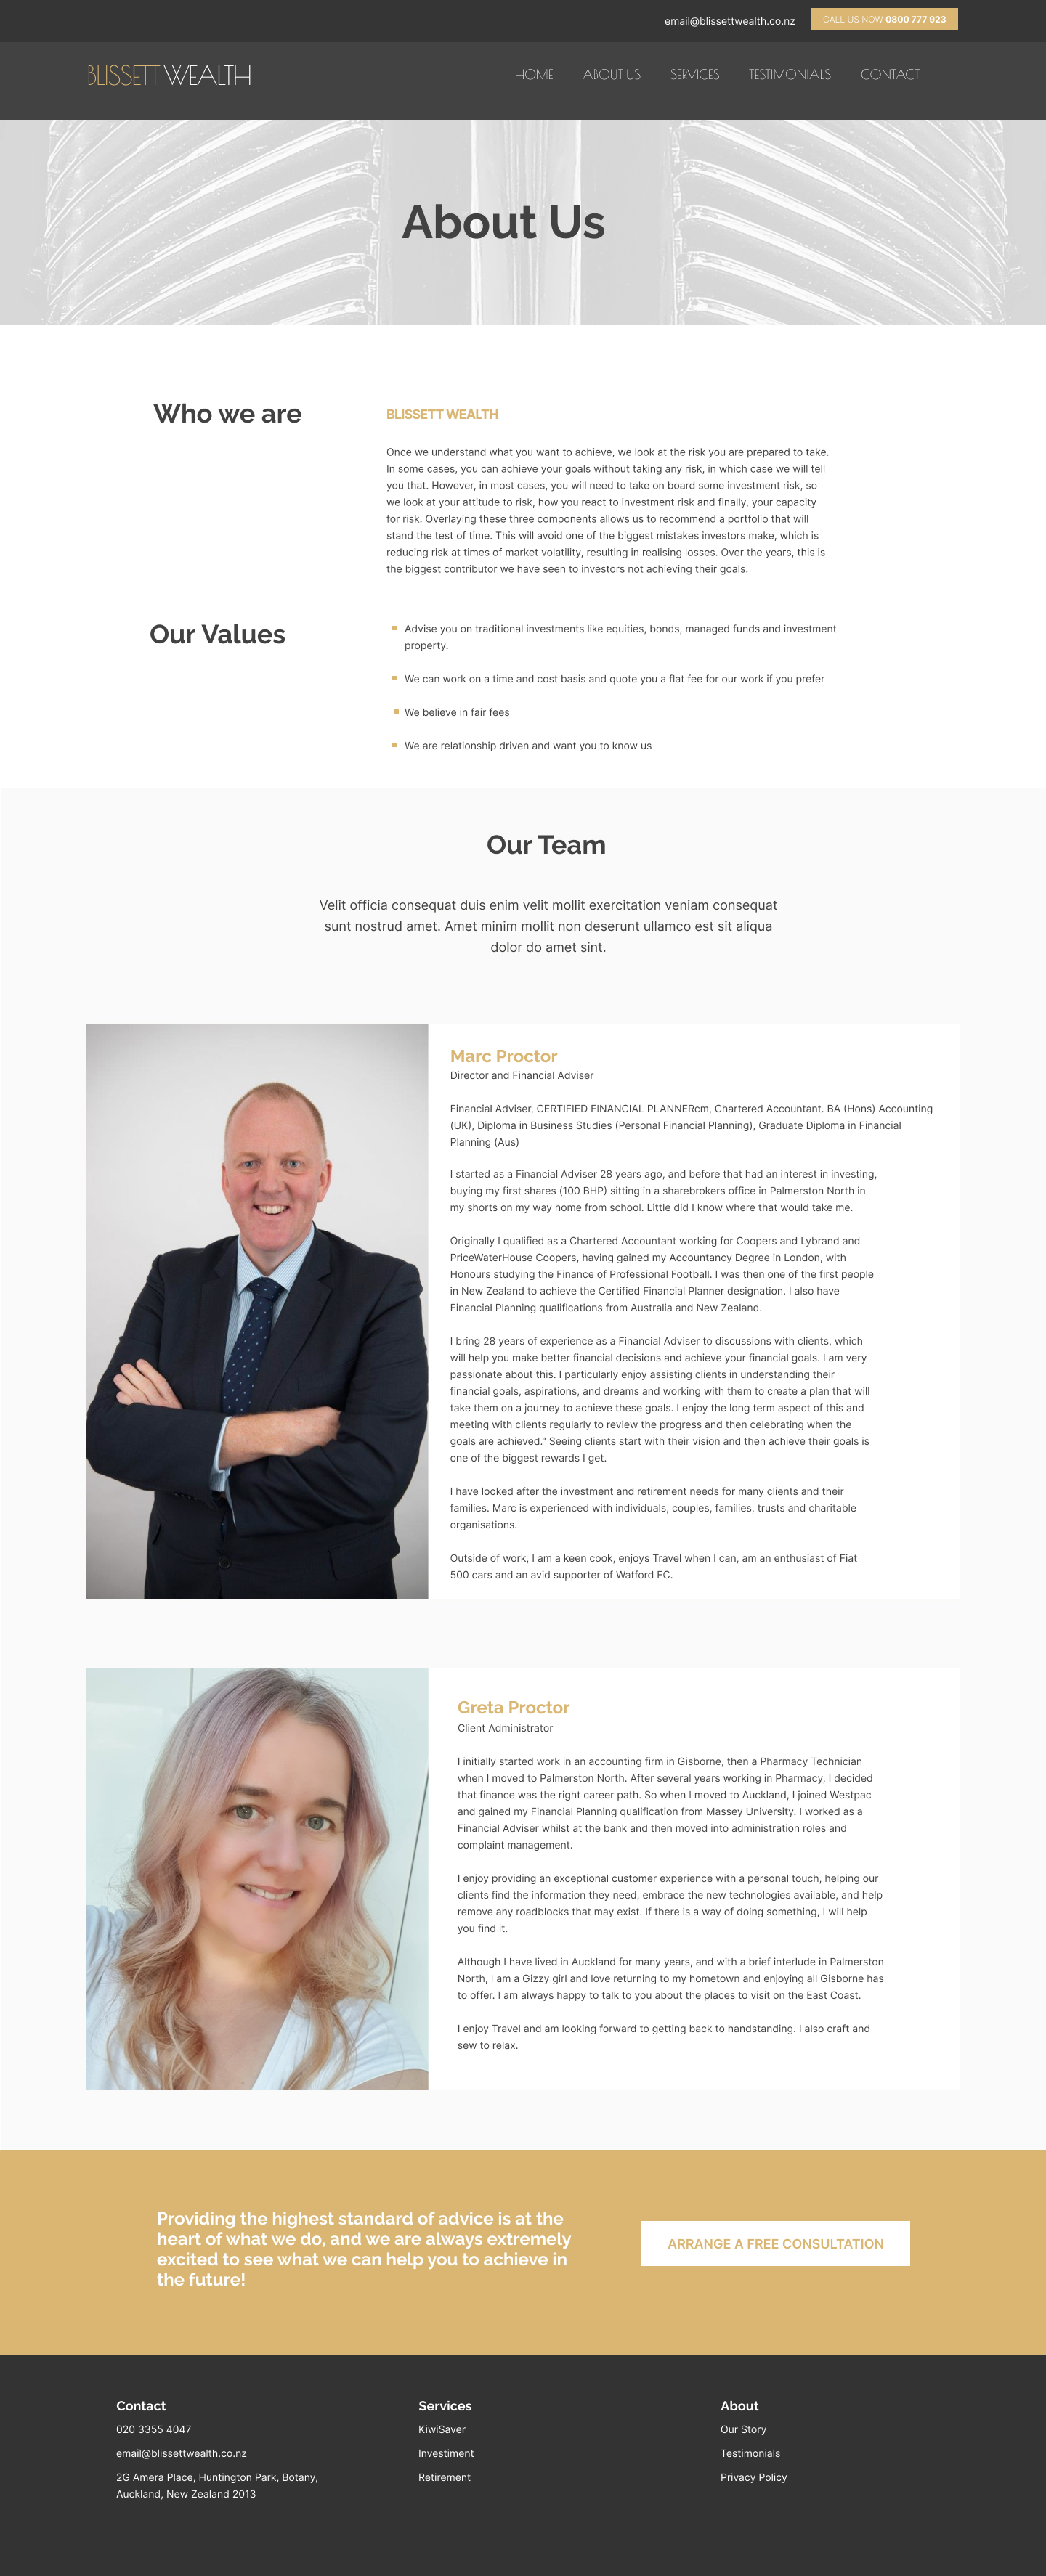 email@blissettwealth.co.nz
CALL US NOW 0800 777 923
BLISSETT WEALTH
HOME
ABOUT US
SERVICES
TESTIMONIALS
CONTACT
About Us
Who we are
BLISSETT WEALTH
Once we understand what you want to achieve, we look at the risk you are prepared to take.
In some cases, you can achieve your goals without taking any risk, in which case we will tell
you that. However, in most cases, you will need to take on board some investment risk, so
we look at your attitude to risk, how you react to investment risk and finally, your capacity
for risk. Overlaying these three components allows us to recommend a portfolio that will
stand the test of time. This will avoid one of the biggest mistakes investors make, which is
reducing risk at times of market volatility, resulting in realising losses. Over the years, this is
the biggest contributor we have seen to investors not achieving their goals.
Our Values
Advise you on traditional investments like equities, bonds, managed funds and investment
property.
We can work on a time and cost basis and quote you a flat fee for our work if you prefer
We believe in fair fees
We are relationship driven and want you to know us
Our Team
Velit officia consequat duis enim velit mollit exercitation veniam consequat
sunt nostrud amet. Amet minim mollit non deserunt ullamco est sit aliqua
dolor do amet sint.
Marc Proctor
Director and Financial Adviser
Financial Adviser, CERTIFIED FINANCIAL PLANNERcm, Chartered Accountant. BA (Hons) Accounting
(UK), Diploma in Business Studies (Personal Financial Planning), Graduate Diploma in Financial
Planning (Aus)
I started as a Financial Adviser 28 years ago, and before that had an interest in investing,
buying my first shares (100 BHP) sitting in a sharebrokers office in Palmerston North in
my shorts on my way home from school. Little did I know where that would take me.
Originally I qualified as a Chartered Accountant working for Coopers and Lybrand and
PriceWaterHouse Coopers, having gained my Accountancy Degree in London, with
Honours studying the Finance of Professional Football. I was then one of the first people
in New Zealand to achieve the Certified Financial Planner designation. I also have
Financial Planning qualifications from Australia and New Zealand.
I bring 28 years of experience as a Financial Adviser to discussions with clients, which
will help you make better financial decisions and achieve your financial goals. I am very
passionate about this. I particularly enjoy assisting clients in understanding their
financial goals, aspirations, and dreams and working with them to create a plan that will
take them on a journey to achieve these goals. I enjoy the long term aspect of this and
meeting with clients regularly to review the progress and then celebrating when the
goals are achieved." Seeing clients start with their vision and then achieve their goals is
one of the biggest rewards I get.
I have looked after the investment and retirement needs for many clients and their
families. Marc is experienced with individuals, couples, families, trusts and charitable
organisations.
Outside of work, I am a keen cook, enjoys Travel when I can, am an enthusiast of Fiat
500 cars and an avid supporter of Watford FC.
Greta Proctor
Client Administrator
I initially started work in an accounting firm in Gisborne, then a Pharmacy Technician
when I moved to Palmerston North. After several years working in Pharmacy, I decided
that finance was the right career path. So when I moved to Auckland, I joined Westpac
and gained my Financial Planning qualification from Massey University. I worked as a
Financial Adviser whilst at the bank and then moved into administration roles and
complaint management.
I enjoy providing an exceptional customer experience with a personal touch, helping our
clients find the information they need, embrace the new technologies available, and help
remove any roadblocks that may exist. If there is a way of doing something, I will help
you find it.
Although I have lived in Auckland for many years, and with a brief interlude in Palmerston
North, I am a Gizzy girl and love returning to my hometown and enjoying all Gisborne has
to offer. I am always happy to talk to you about the places to visit on the East Coast.
I enjoy Travel and am looking forward to getting back to handstanding. I also craft and
sew to relax.
Providing the highest standard of advice is at the
heart of what we do, and we are always extremely
excited to see what we can help you to achieve in
the future!
ARRANGE A FREE CONSULTATION
Contact
020 3355 4047
email@blissettwealth.co.nz
2G Amera Place, Huntington Park, Botany,
Auckland, New Zealand 2013
Services
KiwiSaver
Investiment
Retirement
About
Our Story
Testimonials
Privacy Policy